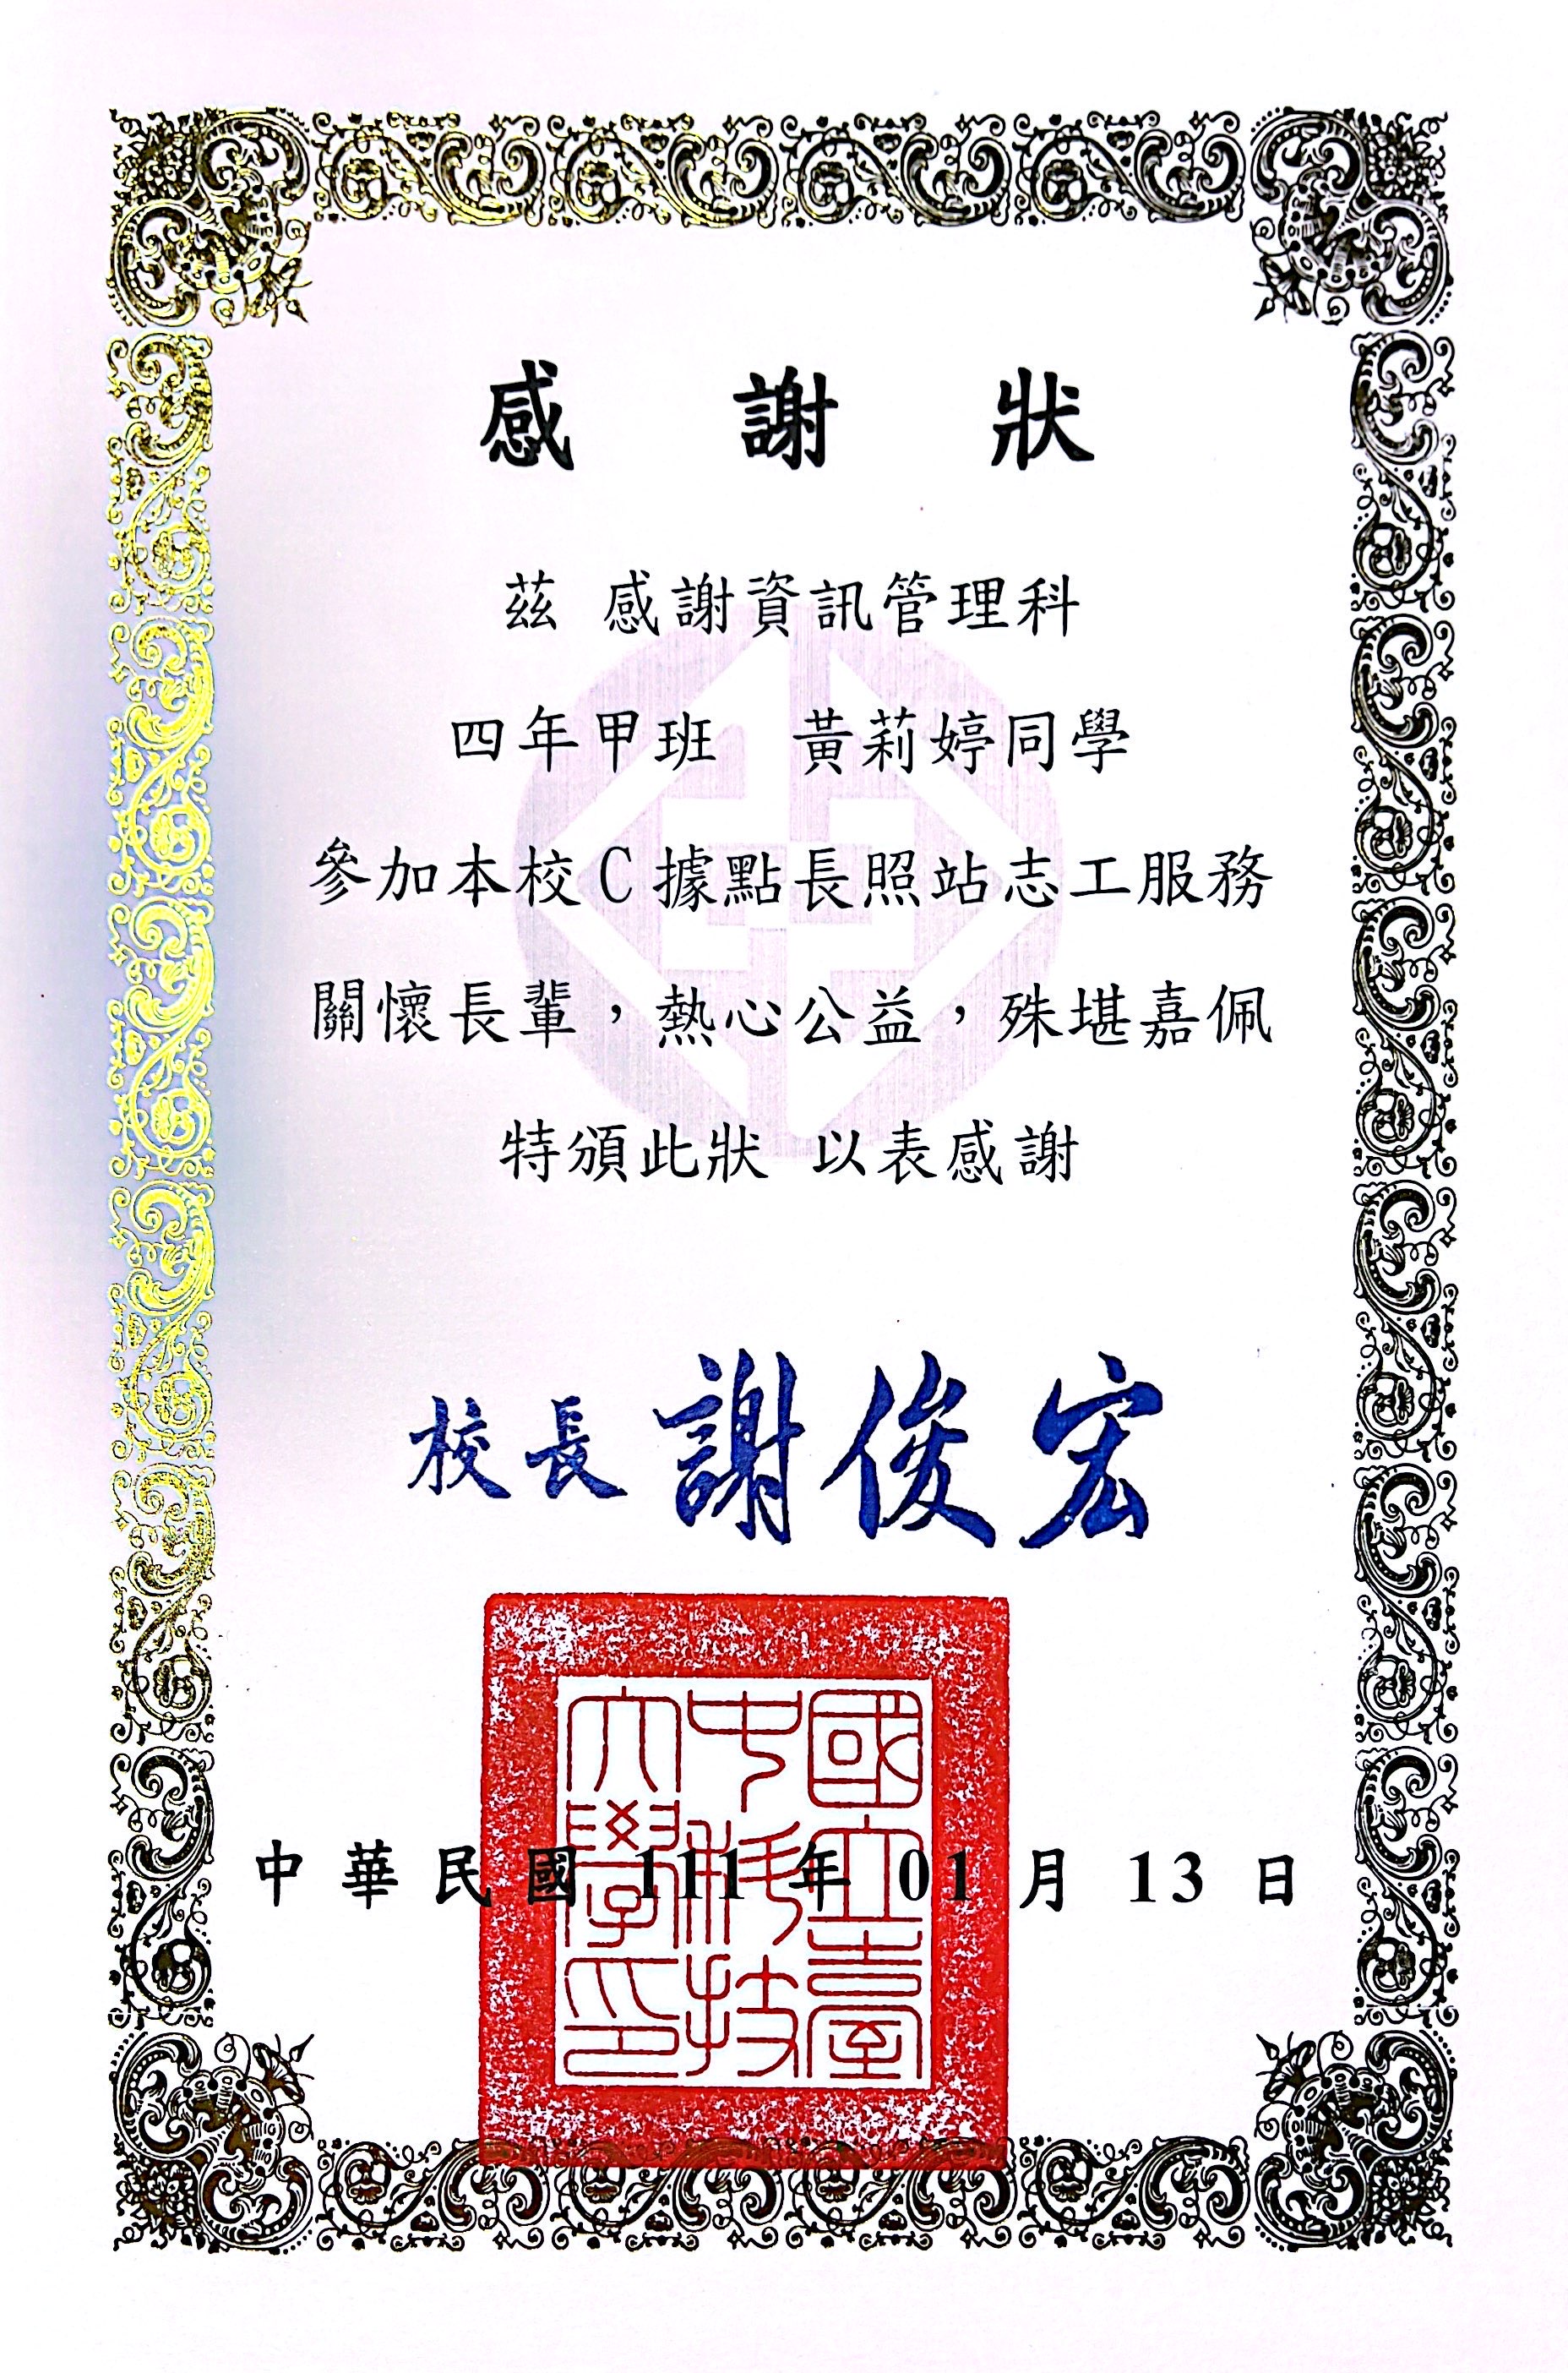 感謝狀
茲 感謝資訊管理科
四年甲班 黃莉婷同學
參加本校C據點長照站志工服務
關懷長輩，熱心公益，殊堪嘉佩
特頒此狀 以表感謝
校長 謝俊宏
國立臺
中科技
大學印
中華民國 111 年 01 月 13 日